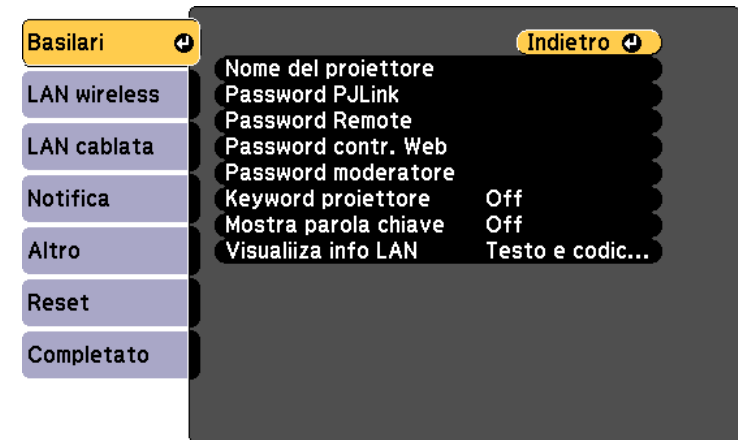 Basilari
LAN wireless
LAN cablata
Notifica
Altro
Reset
Completato
Indietro
Nome del proiettore
Password PJLink
Password Remote
Password contr. Web
Password moderatore
Keyword proiettore Off
Mostra parola chiave Off
Visualiiza info LAN Testo e codic...